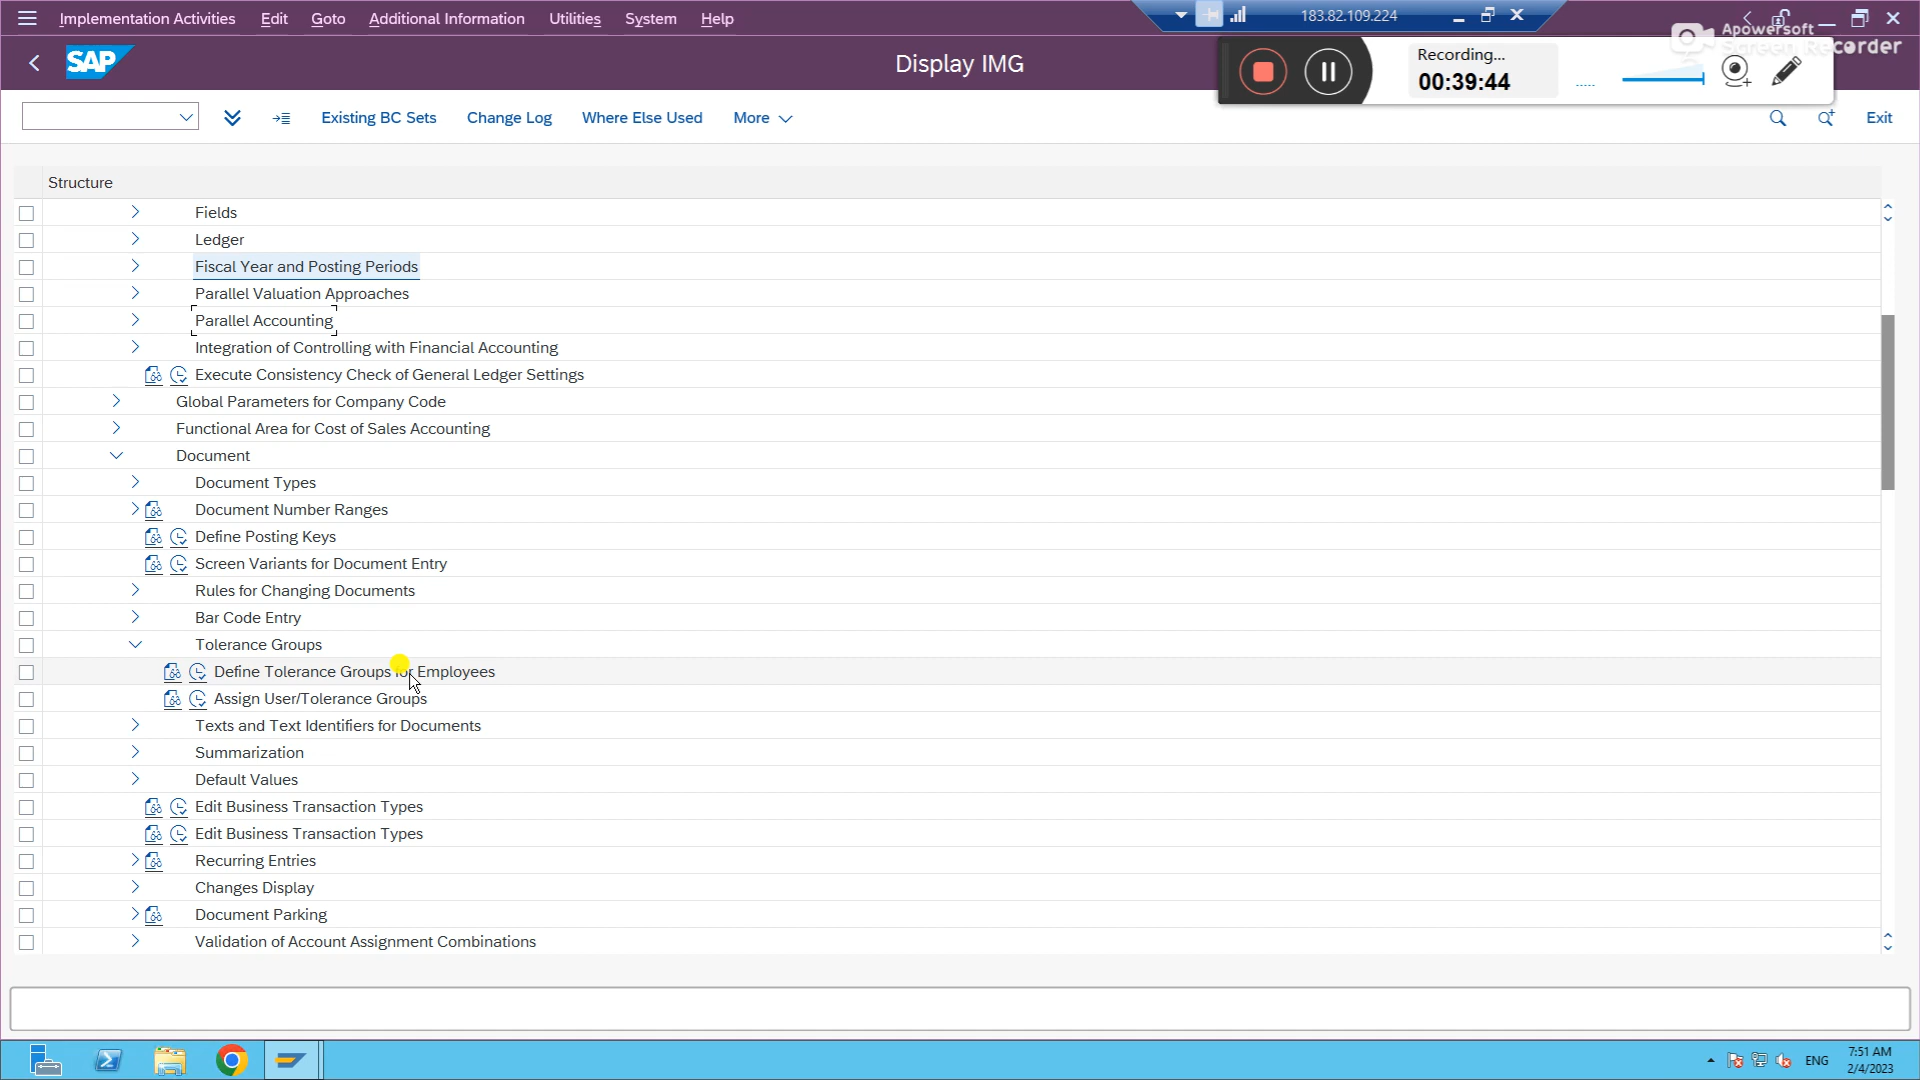 Implementation Activities Edit Goto Additional Information Utilities System Help
183.82.109.224
Apowersoft
Screen Recorder
SAP
Display IMG
Recording...
00:39:44
Existing BC Sets Change Log Where Else Used More Exit
Structure
Fields
Ledger
Fiscal Year and Posting Periods
Parallel Valuation Approaches
Parallel Accounting
Integration of Controlling with Financial Accounting
Execute Consistency Check of General Ledger Settings
Global Parameters for Company Code
Functional Area for Cost of Sales Accounting
Document
Document Types
Document Number Ranges
Define Posting Keys
Screen Variants for Document Entry
Rules for Changing Documents
Bar Code Entry
Tolerance Groups
Define Tolerance Groups for Employees
Assign User/Tolerance Groups
Texts and Text Identifiers for Documents
Summarization
Default Values
Edit Business Transaction Types
Edit Business Transaction Types
Recurring Entries
Changes Display
Document Parking
Validation of Account Assignment Combinations
ENG
7:51 AM
2/4/2023